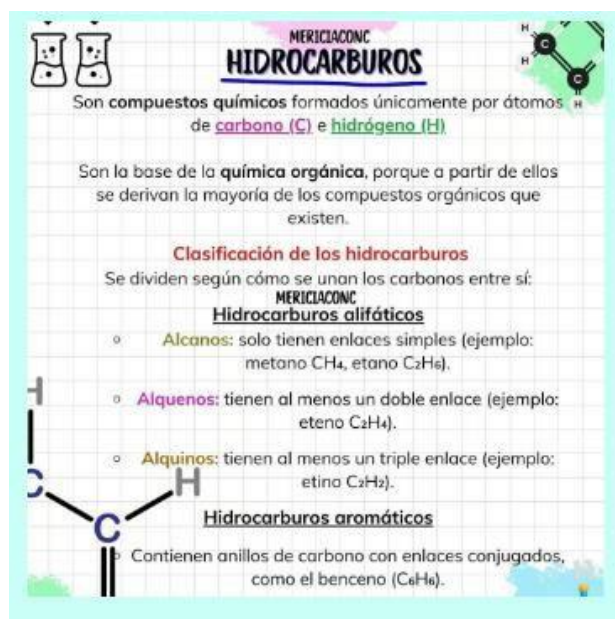 MERICIACONC
HIDROCARBUROS
Son compuestos químicos formados únicamente por átomos
de carbono (C) e hidrógeno (H)
Son la base de la química orgánica, porque a partir de ellos
se derivan la mayoría de los compuestos orgánicos que
existen.
Clasificación de los hidrocarburos
Se dividen según cómo se unan los carbonos entre sí:
MERICIACONC
Hidrocarburos alifáticos
Alcanos: solo tienen enlaces simples (ejemplo:
metano CH₄, etano C₂H₆).
Alquenos: tienen al menos un doble enlace (ejemplo:
eteno C₂H₄).
Alquinos: tienen al menos un triple enlace (ejemplo:
etino C₂H₂).
Hidrocarburos aromáticos
Contienen anillos de carbono con enlaces conjugados,
como el benceno (C₆H₆).
H
C
H
C
H
H
C
H
C